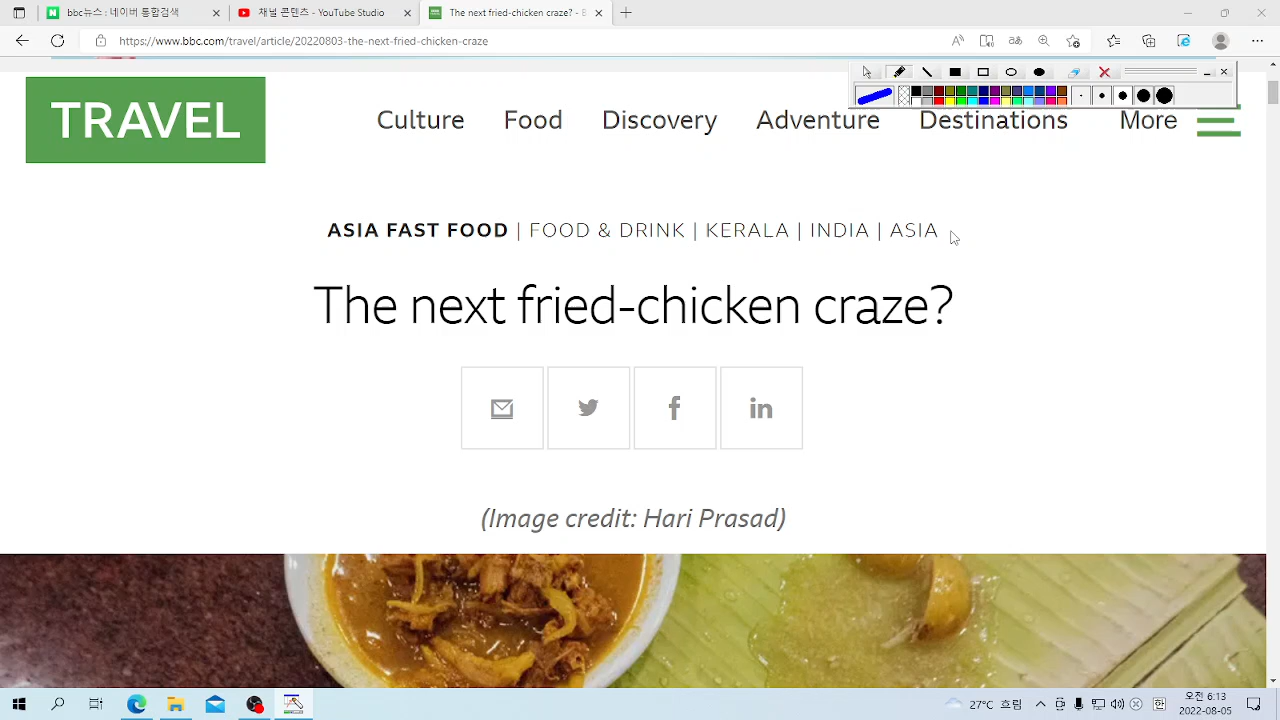 bbc뉴스 : 네이버 통합검색
채널 콘텐츠 - YouTube Studio
The next fried-chicken craze? - B
https://www.bbc.com/travel/article/20220803-the-next-fried-chicken-craze
TRAVEL
Culture Food Discovery Adventure Destinations More
ASIA FAST FOOD | FOOD & DRINK | KERALA | INDIA | ASIA
The next fried-chicken craze?
(Image credit: Hari Prasad)
27°C 흐림
오전 6:13
2022-08-05